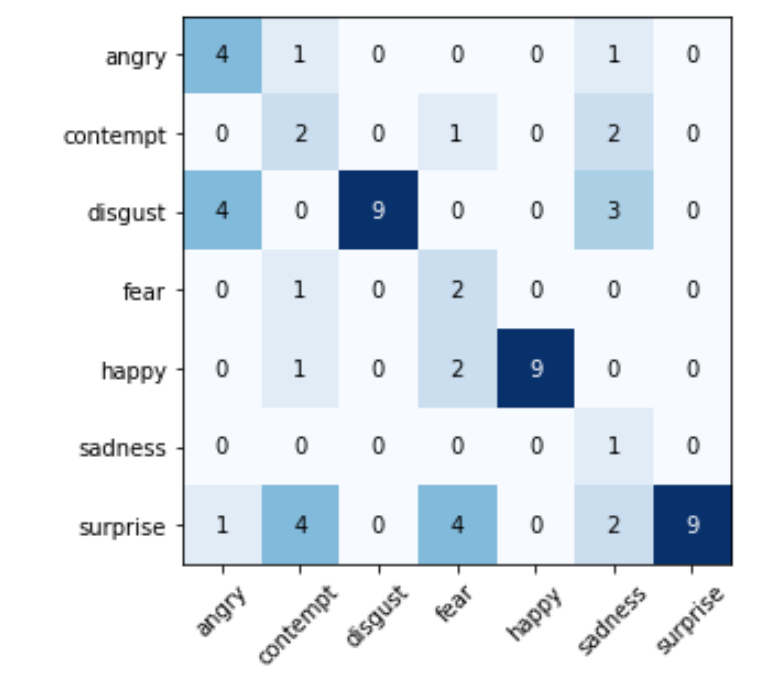 angry 4 1 0 0 0 1 0
contempt 0 2 0 1 0 2 0
disgust 4 0 9 0 0 3 0
fear 0 1 0 2 0 0 0
happy 0 1 0 2 9 0 0
sadness 0 0 0 0 0 1 0
surprise 1 4 0 4 0 2 9
angry contempt disgust fear happy sadness surprise